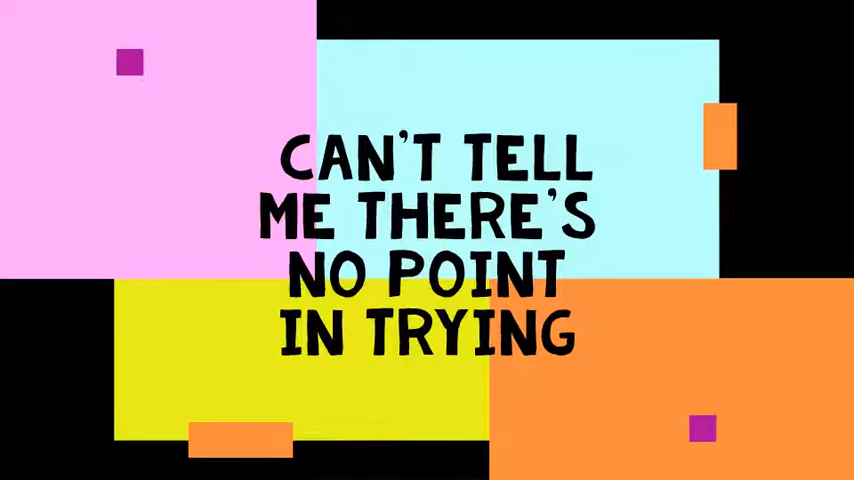 CAN'T TELL
ME THERE'S
NO POINT
IN TRYING